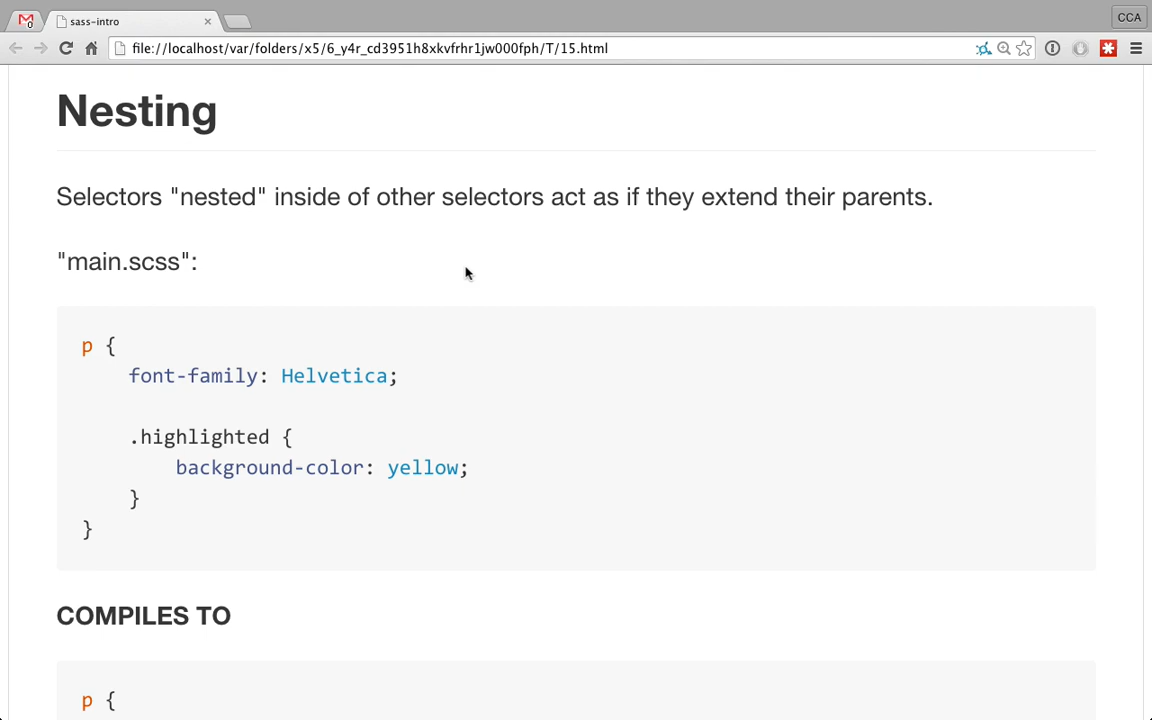 sass-intro
CCA
file://localhost/var/folders/x5/6_y4r_cd3951h8xkvfrhr1jw000fph/T/15.html
Nesting
Selectors "nested" inside of other selectors act as if they extend their parents.
"main.scss":
p {
    font-family: Helvetica;
    .highlighted {
        background-color: yellow;
    }
}
COMPILES TO
p {